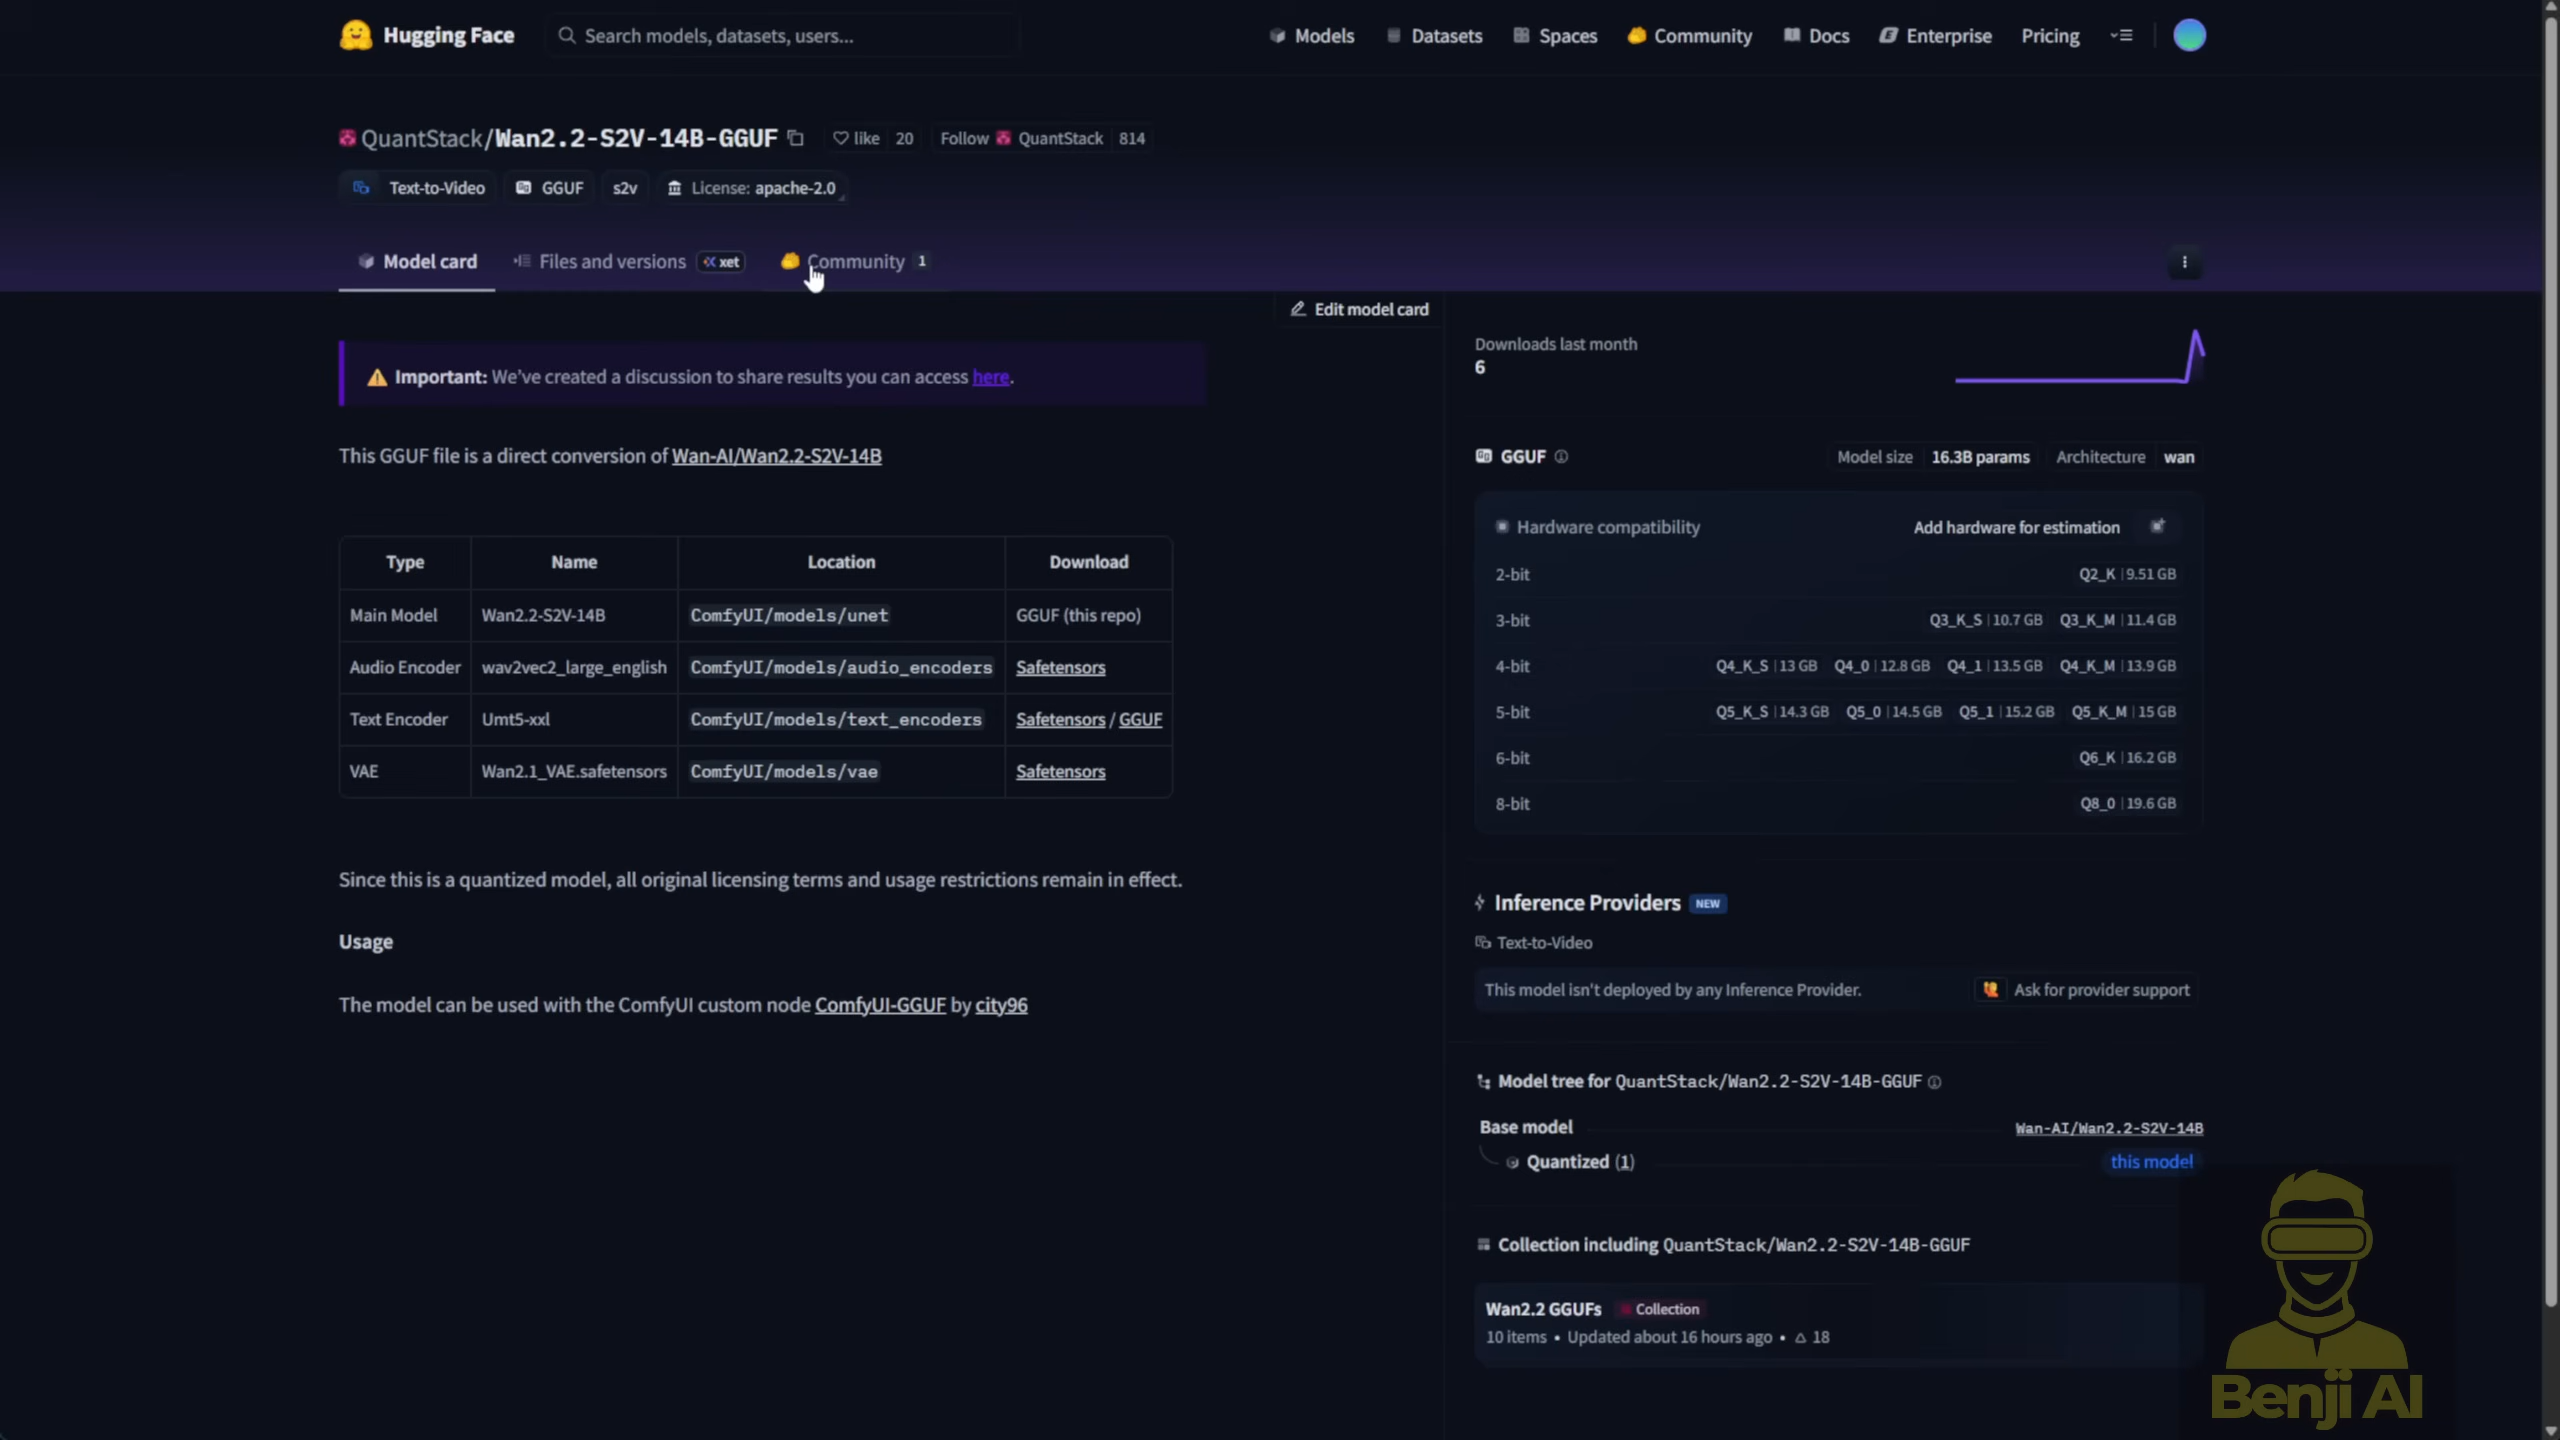 Hugging Face
Search models, datasets, users...
Models
Datasets
Spaces
Community
Docs
Enterprise
Pricing
QuantStack/Wan2.2-S2V-14B-GGUF
like 20
Follow QuantStack 814
Text-to-Video
GGUF
s2v
License: apache-2.0
Model card
Files and versions xet
Community 1
Edit model card
Important: We've created a discussion to share results you can access here.
This GGUF file is a direct conversion of Wan-AI/Wan2.2-S2V-14B
Type Name Location Download
Main Model Wan2.2-S2V-14B ComfyUI/models/unet GGUF (this repo)
Audio Encoder wav2vec2_large_english ComfyUI/models/audio_encoders Safetensors
Text Encoder Umt5-xxl ComfyUI/models/text_encoders Safetensors / GGUF
VAE Wan2.1_VAE.safetensors ComfyUI/models/vae Safetensors
Since this is a quantized model, all original licensing terms and usage restrictions remain in effect.
Usage
The model can be used with the ComfyUI custom node ComfyUI-GGUF by city96
Downloads last month
6
GGUF
Model size 16.3B params
Architecture wan
Hardware compatibility
Add hardware for estimation
2-bit Q2_K | 9.51 GB
3-bit Q3_K_S | 10.7 GB Q3_K_M | 11.4 GB
4-bit Q4_K_S | 13 GB Q4_0 | 12.8 GB Q4_1 | 13.5 GB Q4_K_M | 13.9 GB
5-bit Q5_K_S | 14.3 GB Q5_0 | 14.5 GB Q5_1 | 15.2 GB Q5_K_M | 15 GB
6-bit Q6_K | 16.2 GB
8-bit Q8_0 | 19.6 GB
Inference Providers NEW
Text-to-Video
This model isn't deployed by any Inference Provider.
Ask for provider support
Model tree for QuantStack/Wan2.2-S2V-14B-GGUF
Base model Wan-AI/Wan2.2-S2V-14B
Quantized (1) this model
Collection including QuantStack/Wan2.2-S2V-14B-GGUF
Wan2.2 GGUFs Collection
10 items • Updated about 16 hours ago • 18
Benji AI